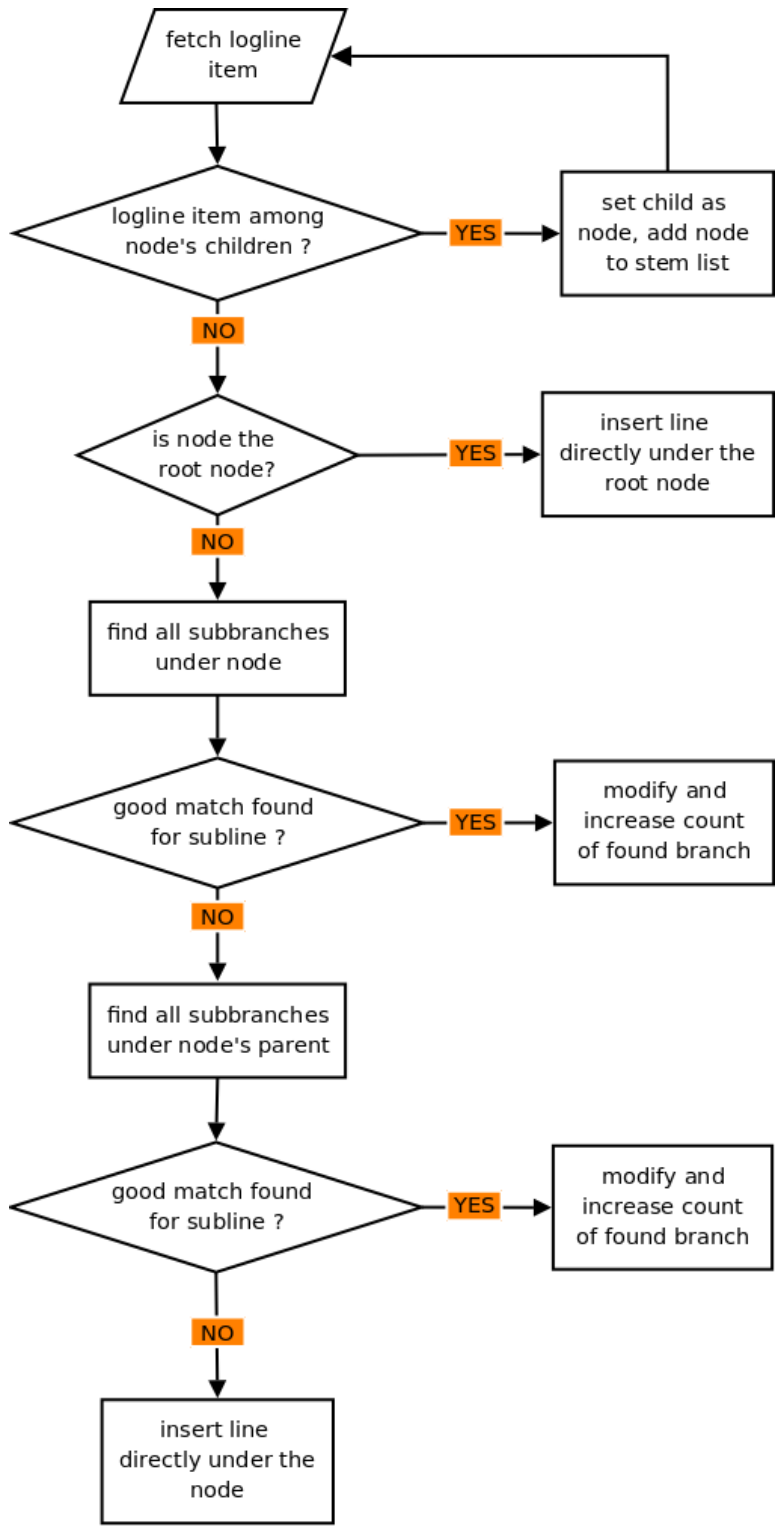 fetch logline
item
logline item among
node's children ?
YES
set child as
node, add node
to stem list
NO
is node the
root node?
YES
insert line
directly under the
root node
NO
find all subbranches
under node
good match found
for subline ?
YES
modify and
increase count
of found branch
NO
find all subbranches
under node's parent
good match found
for subline ?
YES
modify and
increase count
of found branch
NO
insert line
directly under the
node